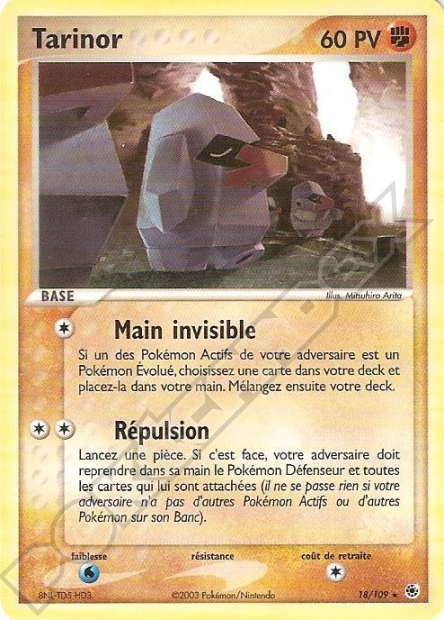 Tarinor 60 PV
BASE
Illus. Mitsuhiro Arita
Main invisible
Si un des Pokémon Actifs de votre adversaire est un
Pokémon Évolué, choisissez une carte dans votre deck et
placez-la dans votre main. Mélangez ensuite votre deck.
Répulsion
Lancez une pièce. Si c'est face, votre adversaire doit
reprendre dans sa main le Pokémon Défenseur et toutes
les cartes qui lui sont attachées (il ne se passe rien si votre
adversaire n'a pas d'autres Pokémon Actifs ou d'autres
Pokémon sur son Banc).
faiblesse résistance coût de retraite
©2003 Pokémon/Nintendo
18/109 ★